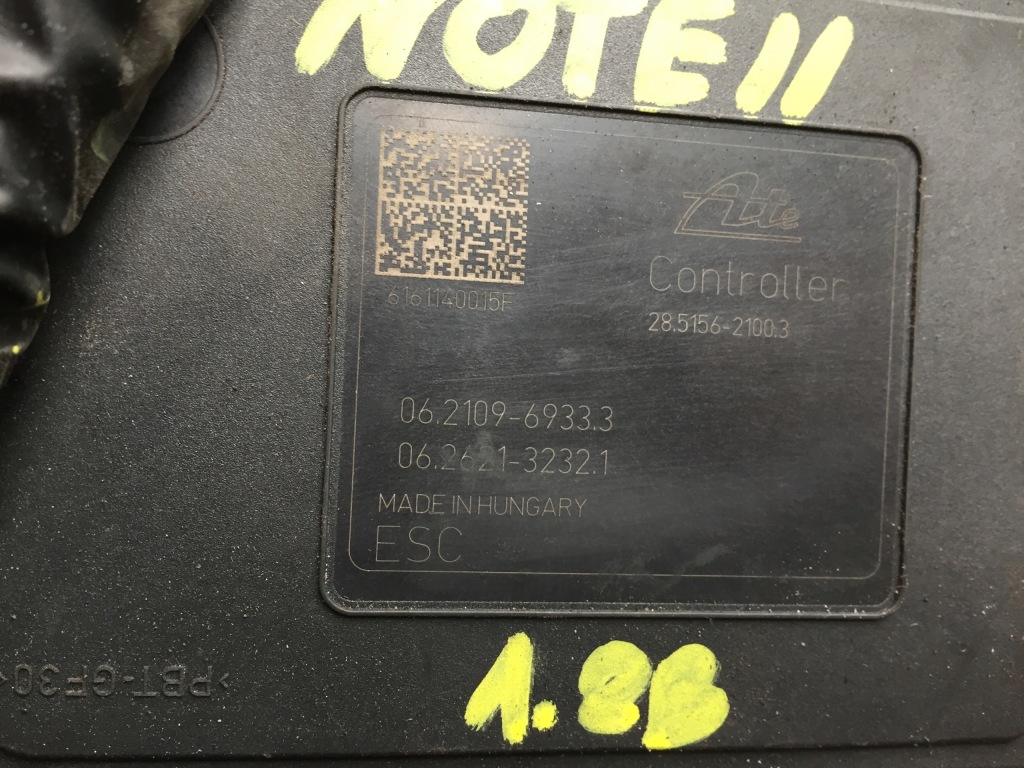 NOTE II
Ate
Controller
6161140015F
28.5156-2100.3
06.2109-6933.3
06.2621-3232.1
MADE IN HUNGARY
ESC
1.8B
>PBT-GF30<